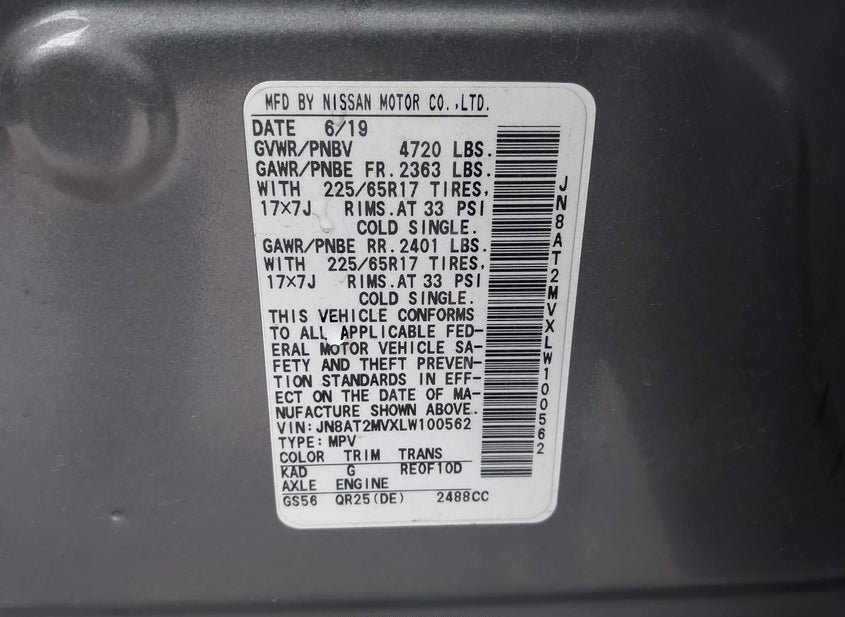 MFD BY NISSAN MOTOR CO.,LTD.
DATE 6/19
GVWR/PNBV 4720 LBS.
GAWR/PNBE FR. 2363 LBS.
WITH 225/65R17 TIRES,
17×7J RIMS.AT 33 PSI
COLD SINGLE.
GAWR/PNBE RR. 2401 LBS.
WITH 225/65R17 TIRES,
17×7J RIMS.AT 33 PSI
COLD SINGLE.
THIS VEHICLE CONFORMS
TO ALL APPLICABLE FED-
ERAL MOTOR VEHICLE SA-
FETY AND THEFT PREVEN-
TION STANDARDS IN EFF-
ECT ON THE DATE OF MA-
NUFACTURE SHOWN ABOVE.
VIN:JN8AT2MVXLW100562
TYPE:MPV
COLOR TRIM TRANS
KAD G RE0F10D
AXLE ENGINE
GS56 QR25(DE) 2488CC
JN8AT2MVXLW100562